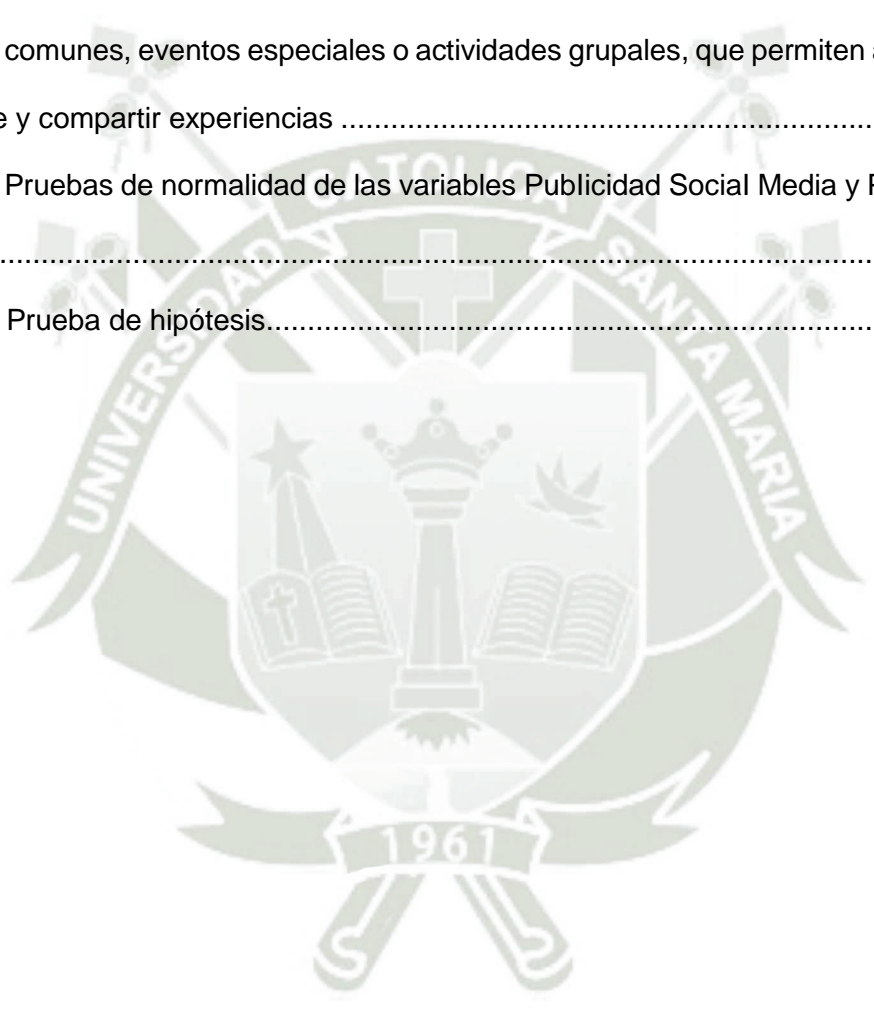 comunes, eventos especiales o actividades grupales, que permiten a
e y compartir experiencias ....................................................................
Pruebas de normalidad de las variables Publicidad Social Media y P
..........................................................................................................
Prueba de hipótesis..........................................................................
UNIVERSIDAD CATOLICA SANTA MARIA
1961